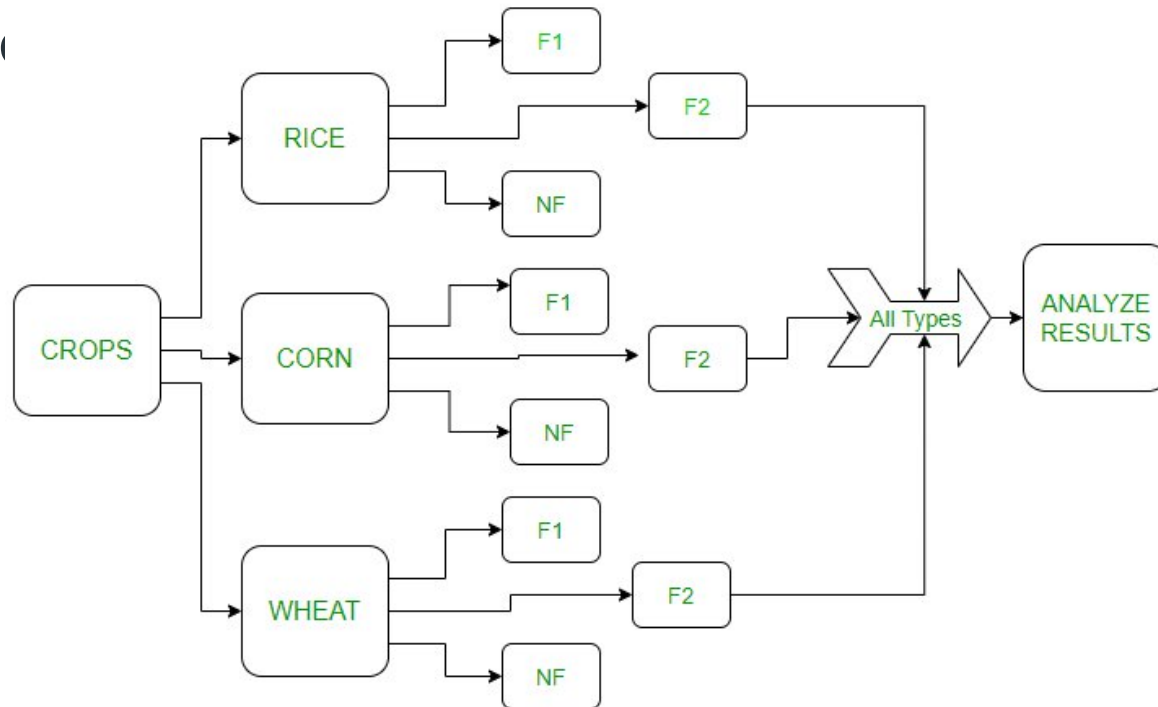 F1
F2
RICE
NF
F1
CROPS
CORN
F2
NF
All Types
ANALYZE
RESULTS
F1
WHEAT
F2
NF